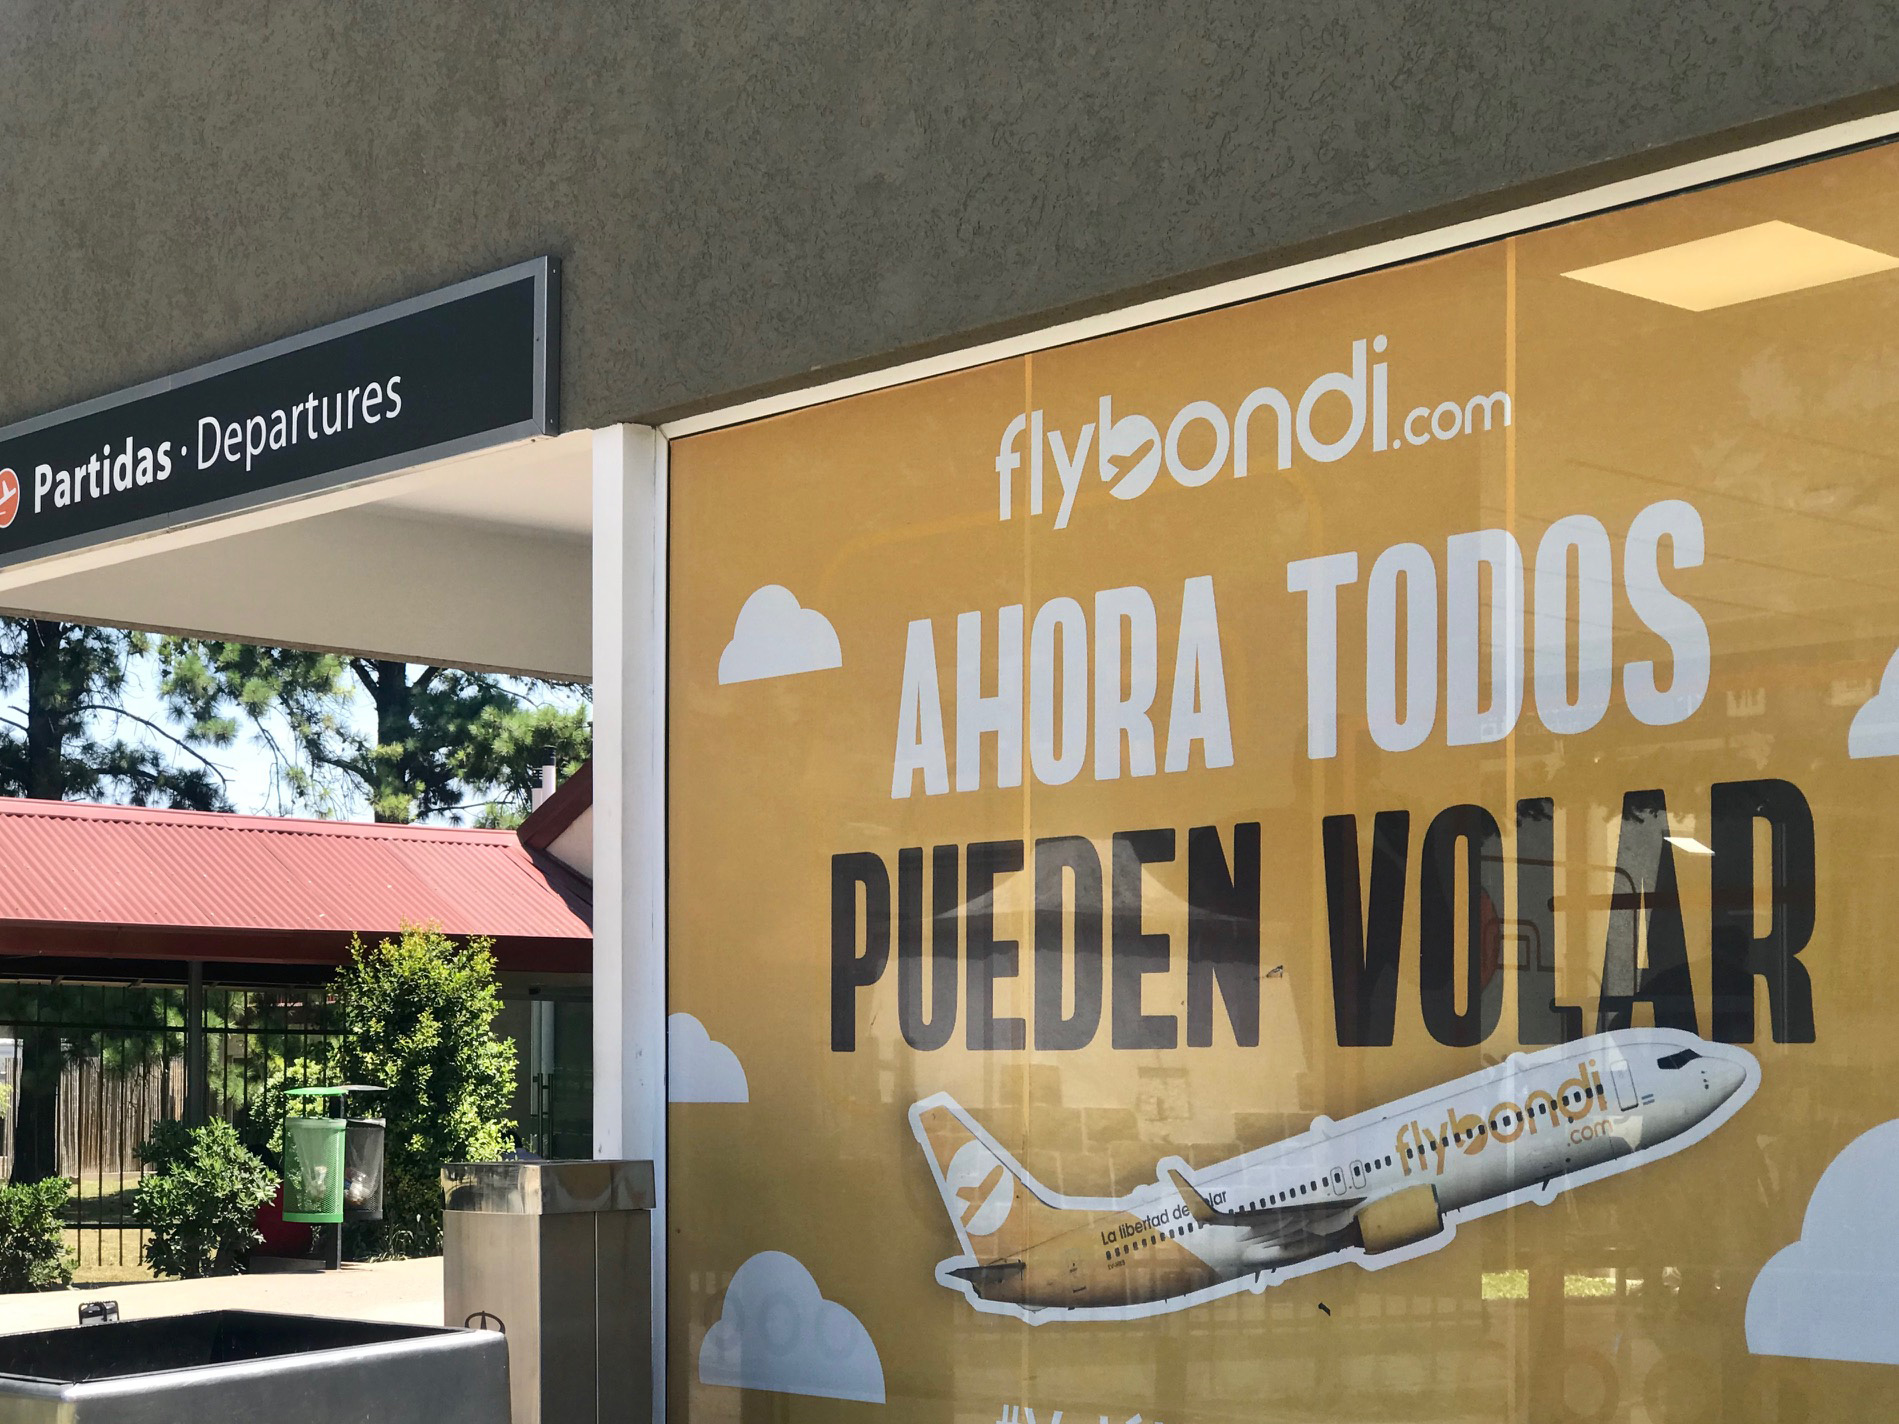 Partidas · Departures
flybondi.com
AHORA TODOS
PUEDEN VOLAR
flybondi
.com
La libertad de volar